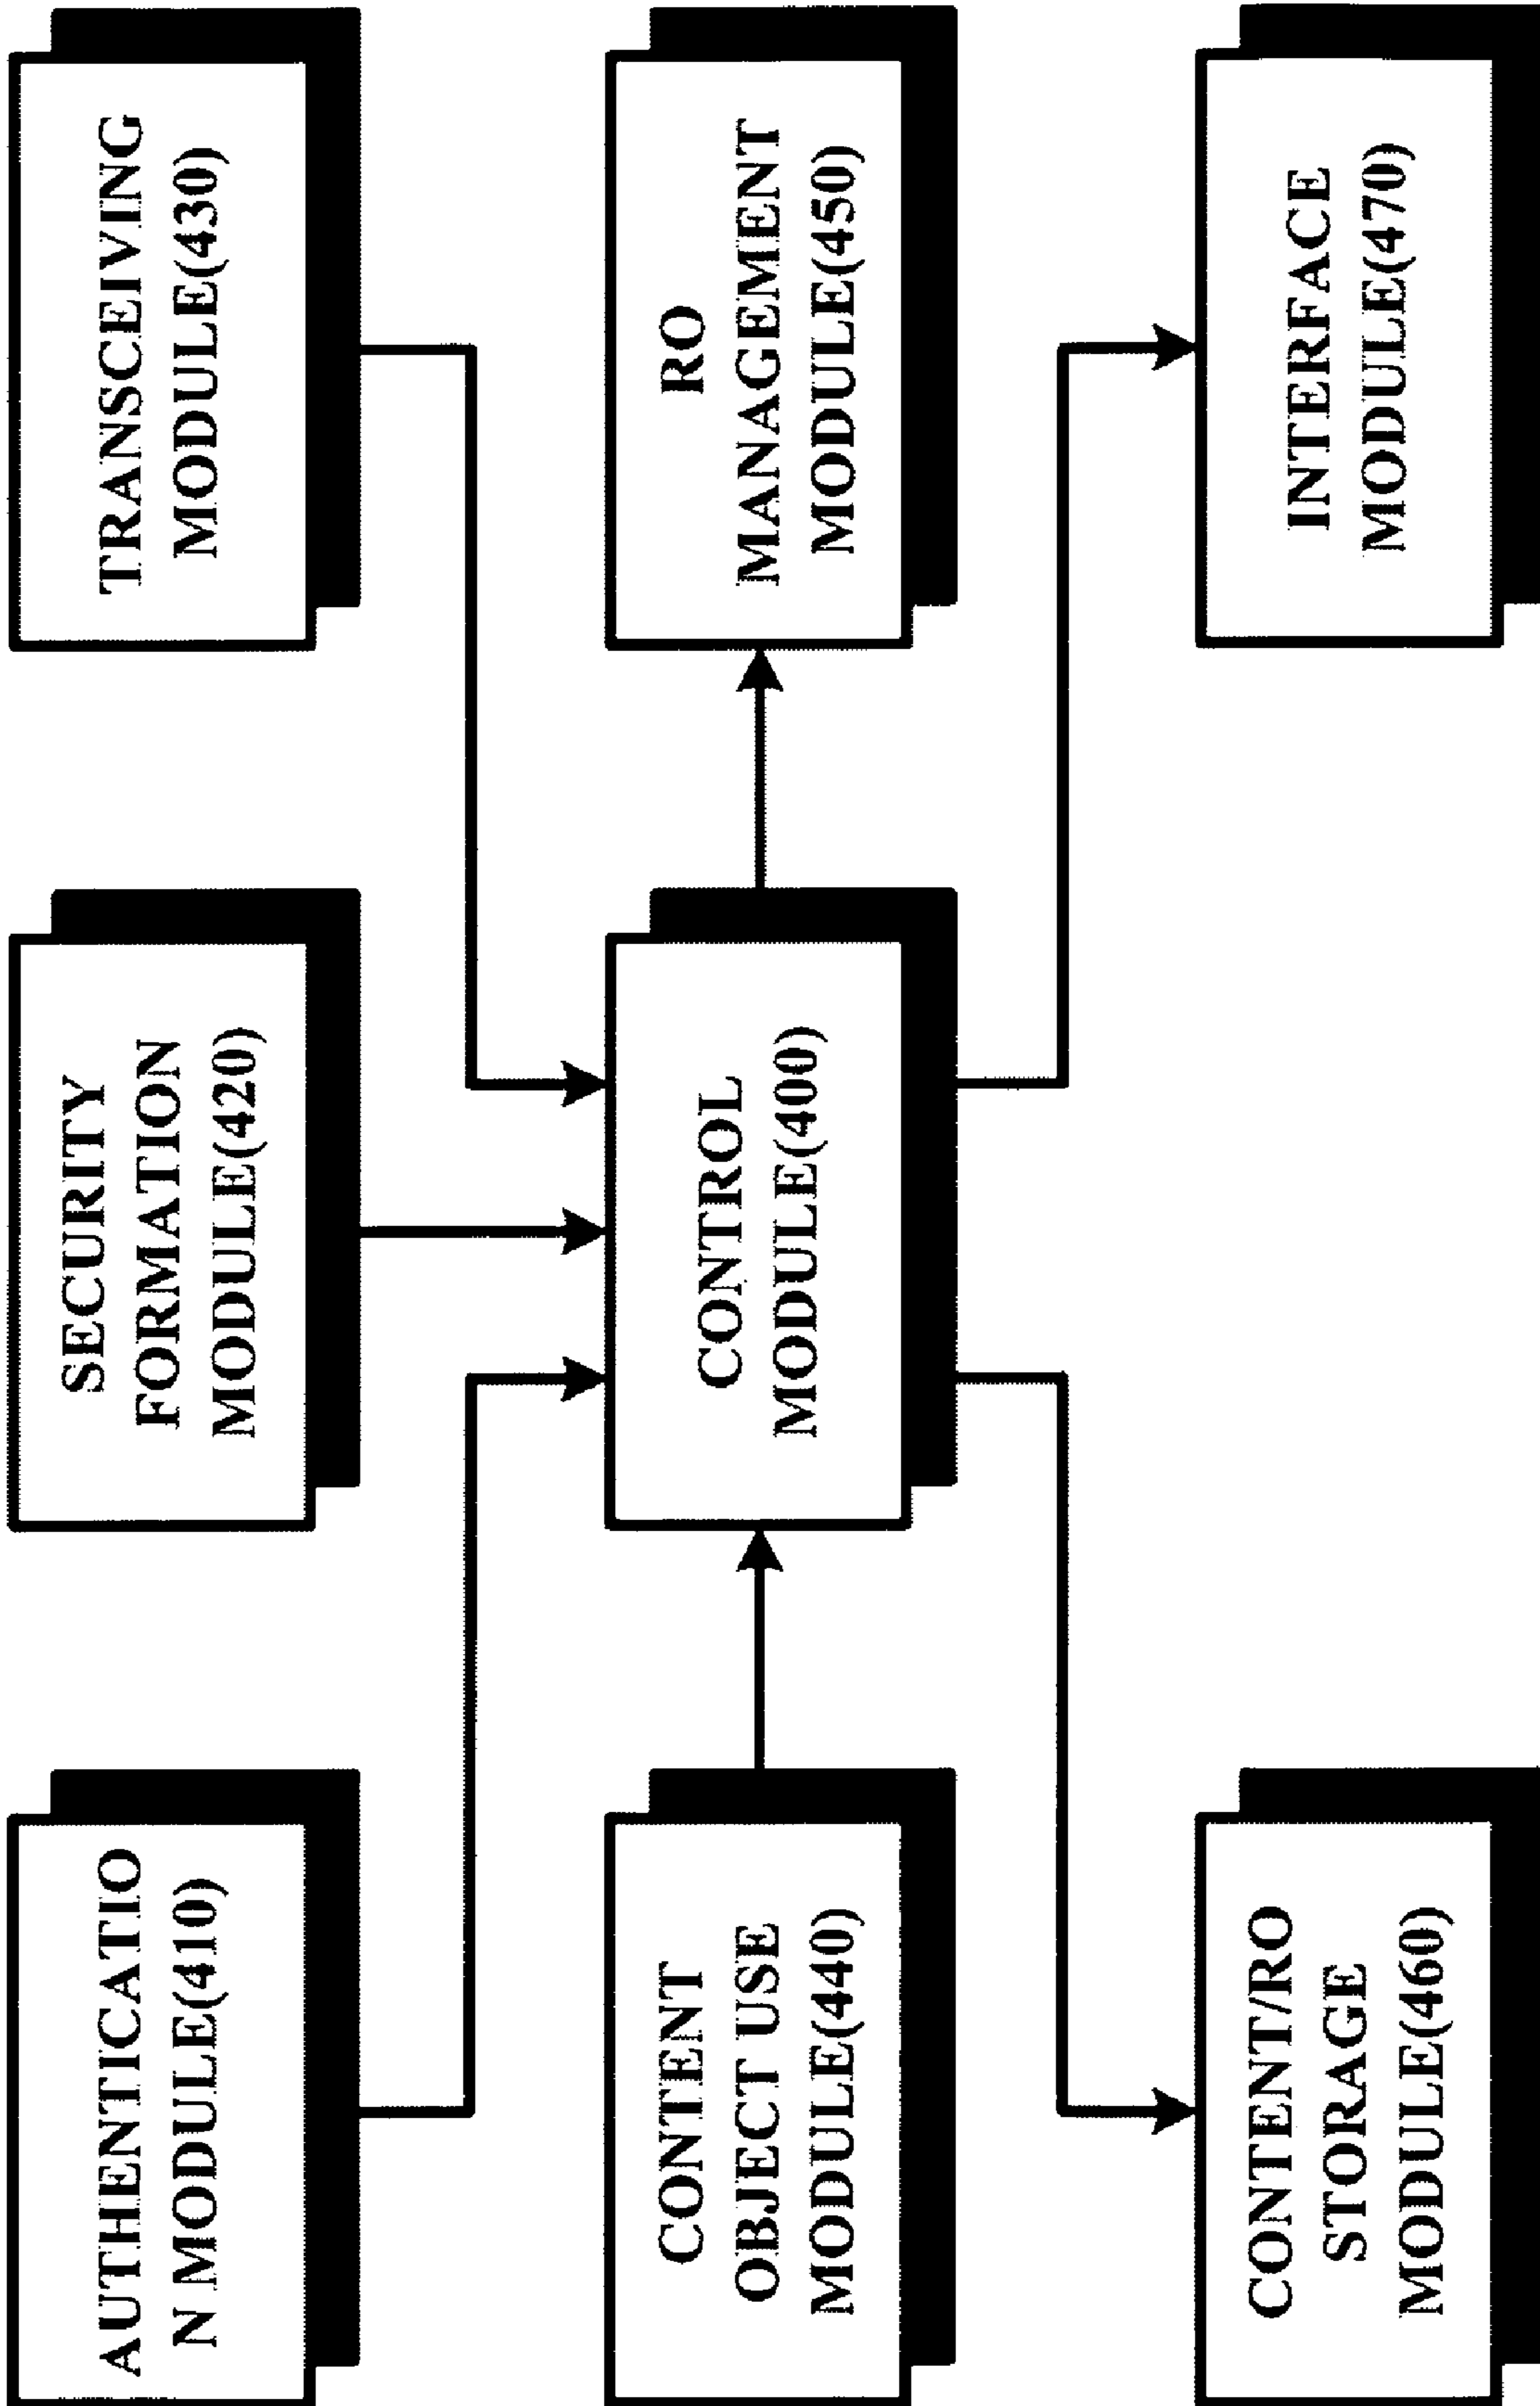 AUTHENTICATIO
N MODULE(410)
SECURITY
FORMATION
MODULE(420)
TRANSCEIVING
MODULE(430)
CONTENT
OBJECT USE
MODULE(440)
CONTROL
MODULE(400)
RO
MANAGEMENT
MODULE(450)
CONTENT/RO
STORAGE
MODULE(460)
INTERFACE
MODULE(470)